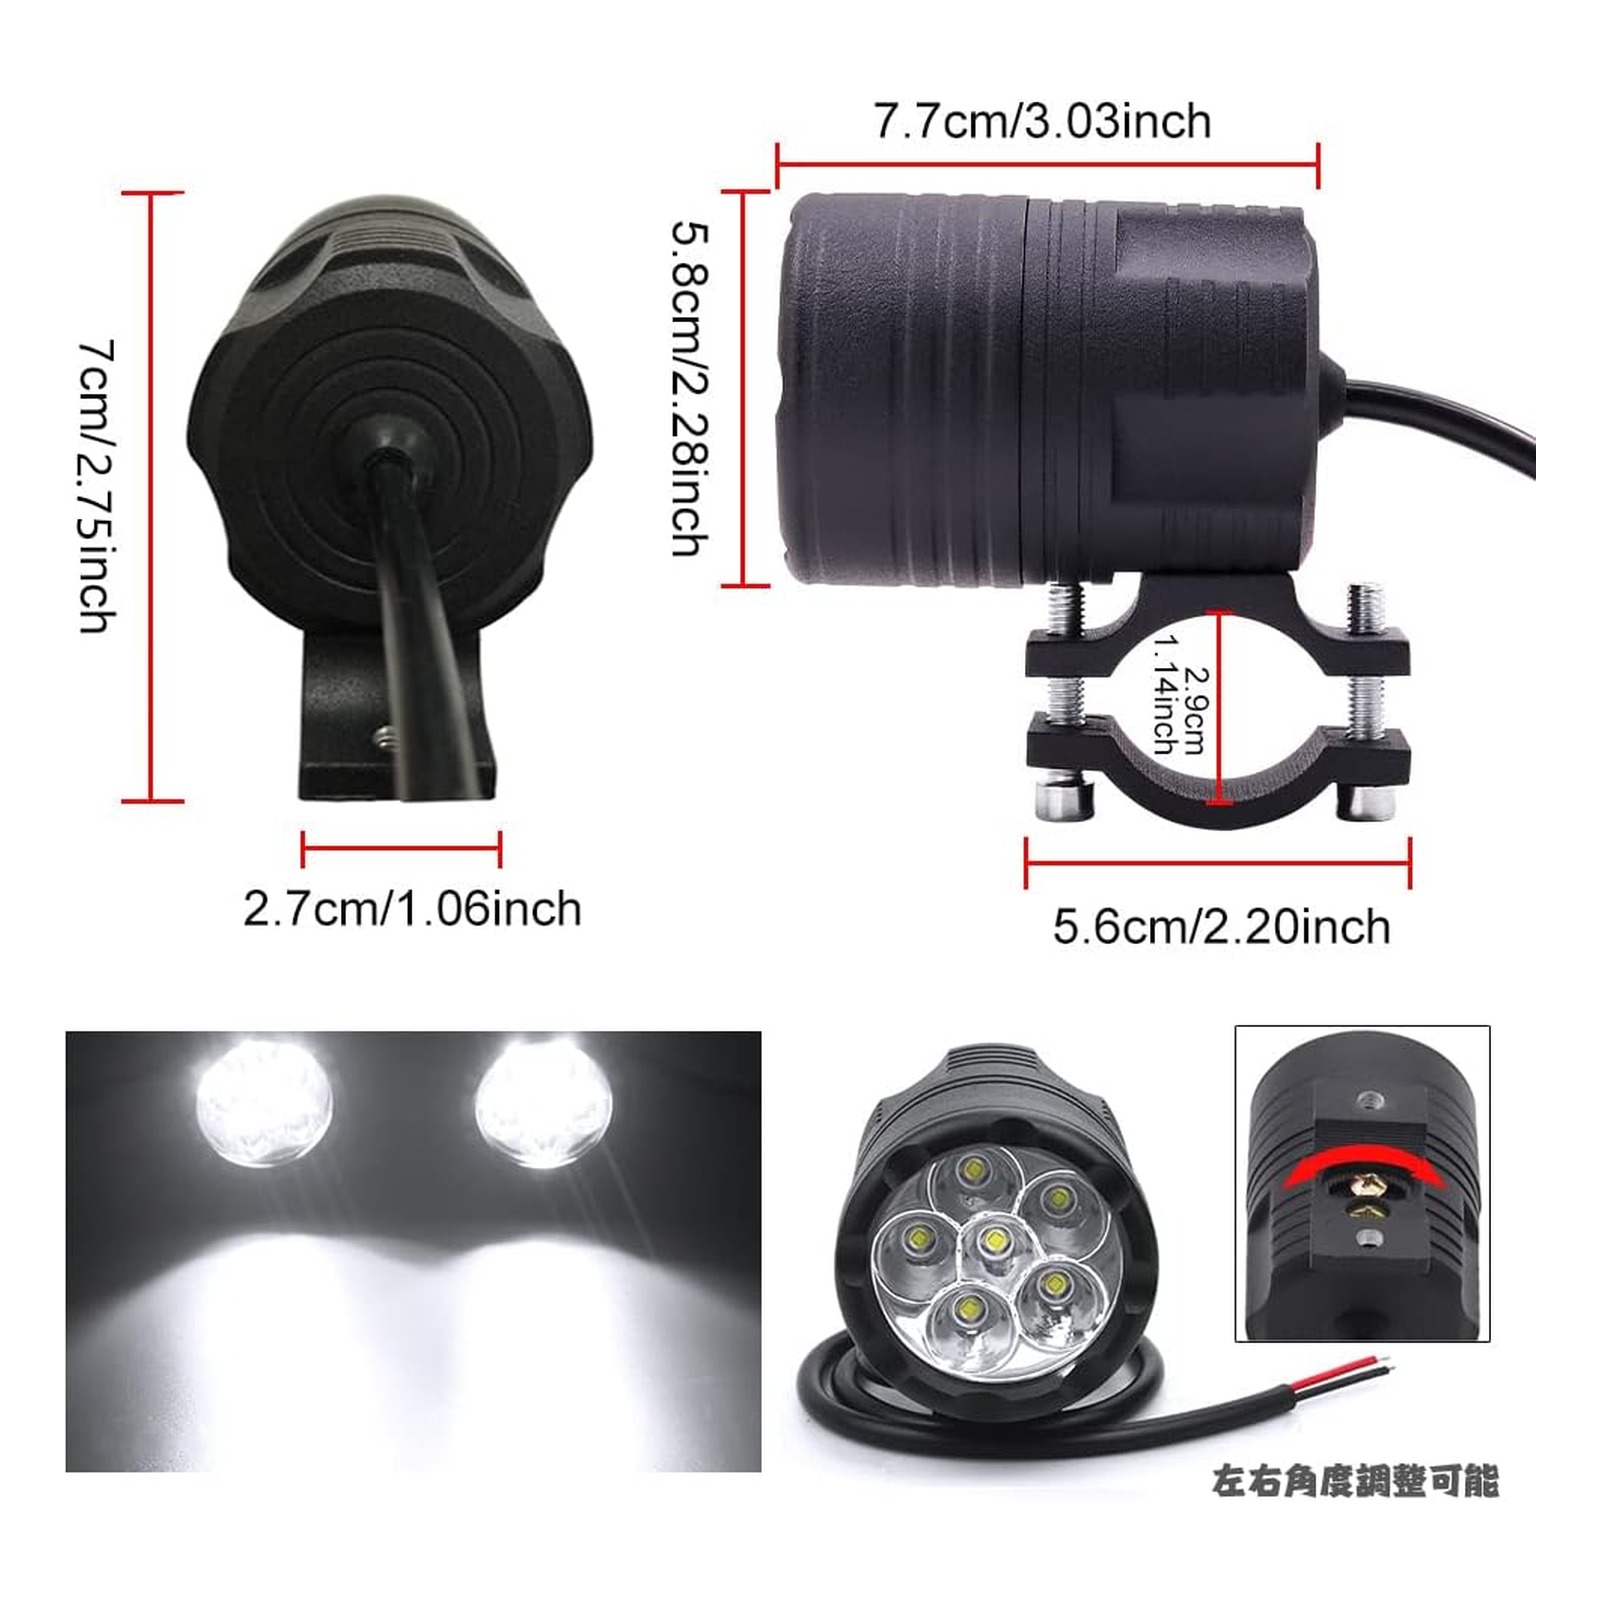 7.7cm/3.03inch
7cm/2.75inch
5.8cm/2.28inch
2.9cm
1.14inch
2.7cm/1.06inch
5.6cm/2.20inch
左右角度調整可能